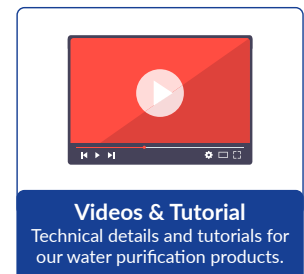 Videos & Tutorial
Technical details and tutorials for
our water purification products.